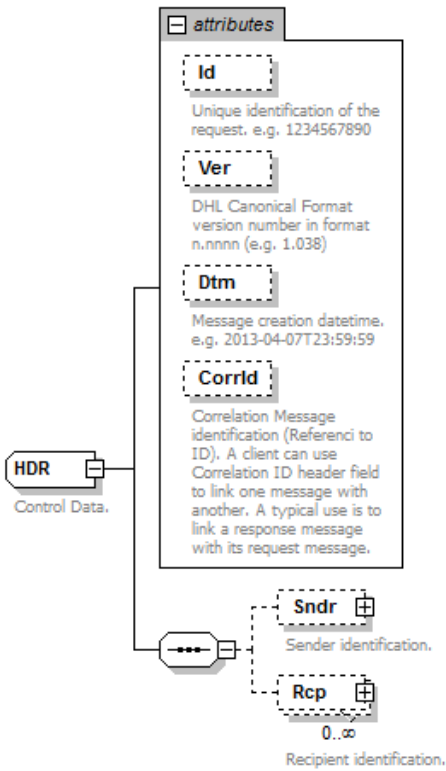 attributes
Id
Unique identification of the
request. e.g. 1234567890
Ver
DHL Canonical Format
version number in format
n.nnnn (e.g. 1.038)
Dtm
Message creation datetime.
e.g. 2013-04-07T23:59:59
CorrId
Correlation Message
identification (Referenci to
ID). A client can use
Correlation ID header field
to link one message with
another. A typical use is to
link a response message
with its request message.
HDR
Control Data.
Sndr
Sender identification.
Rcp
0..∞
Recipient identification.